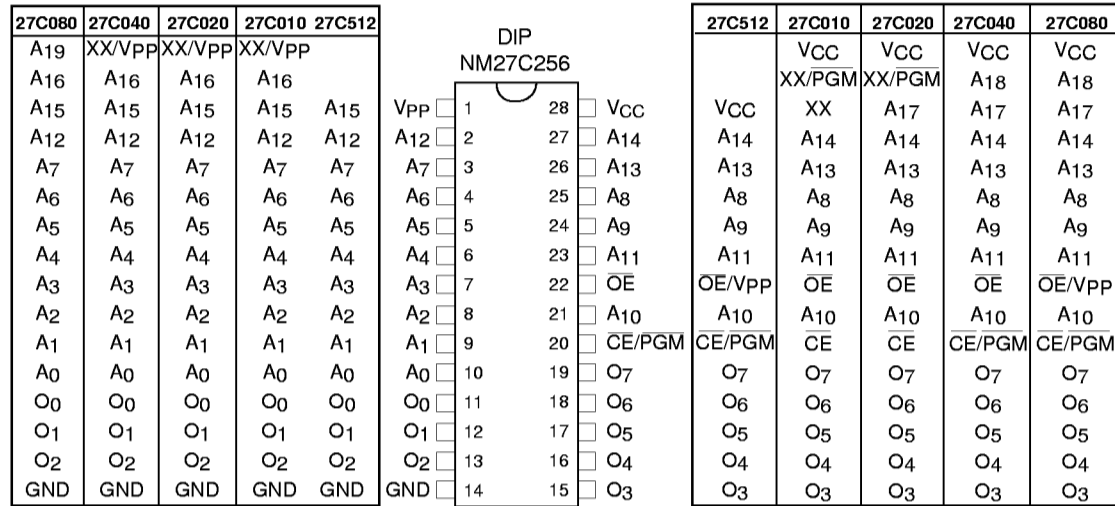 27C080 27C040 27C020 27C010 27C512 DIP 27C512 27C010 27C020 27C040 27C080
A19 XX/VPP XX/VPP XX/VPP NM27C256 VCC VCC VCC VCC
A16 A16 A16 A16 XX/PGM XX/PGM A18 A18
A15 A15 A15 A15 A15 VPP 1 28 VCC VCC XX A17 A17 A17
A12 A12 A12 A12 A12 A12 2 27 A14 A14 A14 A14 A14 A14
A7 A7 A7 A7 A7 A7 3 26 A13 A13 A13 A13 A13 A13
A6 A6 A6 A6 A6 A6 4 25 A8 A8 A8 A8 A8 A8
A5 A5 A5 A5 A5 A5 5 24 A9 A9 A9 A9 A9 A9
A4 A4 A4 A4 A4 A4 6 23 A11 A11 A11 A11 A11 A11
A3 A3 A3 A3 A3 A3 7 22 OE OE/VPP OE OE OE OE/VPP
A2 A2 A2 A2 A2 A2 8 21 A10 A10 A10 A10 A10 A10
A1 A1 A1 A1 A1 A1 9 20 CE/PGM CE/PGM CE CE CE/PGM CE/PGM
A0 A0 A0 A0 A0 A0 10 19 O7 O7 O7 O7 O7 O7
O0 O0 O0 O0 O0 O0 11 18 O6 O6 O6 O6 O6 O6
O1 O1 O1 O1 O1 O1 12 17 O5 O5 O5 O5 O5 O5
O2 O2 O2 O2 O2 O2 13 16 O4 O4 O4 O4 O4 O4
GND GND GND GND GND GND 14 15 O3 O3 O3 O3 O3 O3